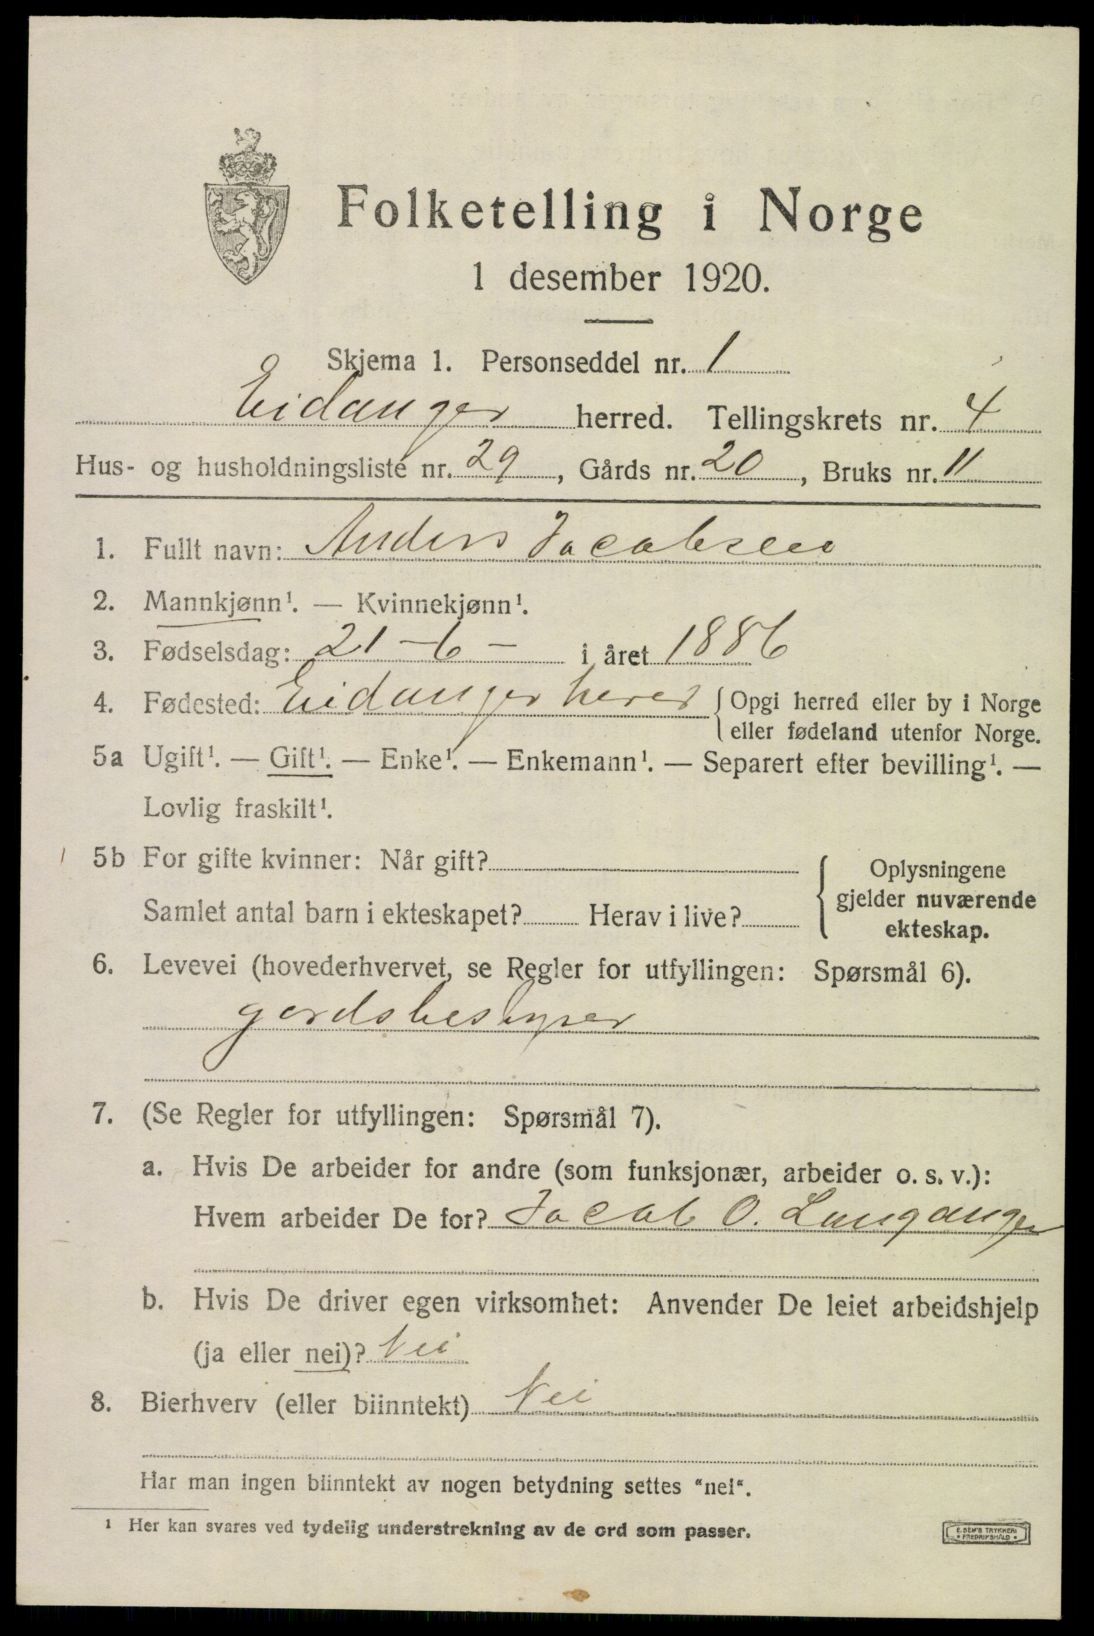 Folketelling i Norge
1 desember 1920.
Skjema 1. Personseddel nr. 1
Eidanger herred. Tellingskrets nr. 4
Hus- og husholdningsliste nr. 29, Gårds nr. 20, Bruks nr. 11
1. Fullt navn: Anders Jacobsen
2. Mannkjønn¹. — Kvinnekjønn¹.
3. Fødselsdag: 21 - 6 - i året 1886
4. Fødested: Eidanger hered { Opgi herred eller by i Norge
eller fødeland utenfor Norge.
5a Ugift¹. — Gift¹. — Enke¹. — Enkemann¹. — Separert efter bevilling¹. —
Lovlig fraskilt¹.
5b For gifte kvinner: Når gift?
Samlet antal barn i ekteskapet? Herav i live?
{ Oplysningene
gjelder nuværende
ekteskap.
6. Levevei (hovederhvervet, se Regler for utfyllingen: Spørsmål 6).
gordsbestyrer
7. (Se Regler for utfyllingen: Spørsmål 7).
a. Hvis De arbeider for andre (som funksjonær, arbeider o. s. v.):
Hvem arbeider De for? Jacob O. Langanger
b. Hvis De driver egen virksomhet: Anvender De leiet arbeidshjelp
(ja eller nei)? Nei
8. Bierhverv (eller biinntekt) Nei
Har man ingen biinntekt av nogen betydning settes "nei".
¹ Her kan svares ved tydelig understrekning av de ord som passer.
E. SEM'S TRYKKERI
• FREDRIKSHALD •